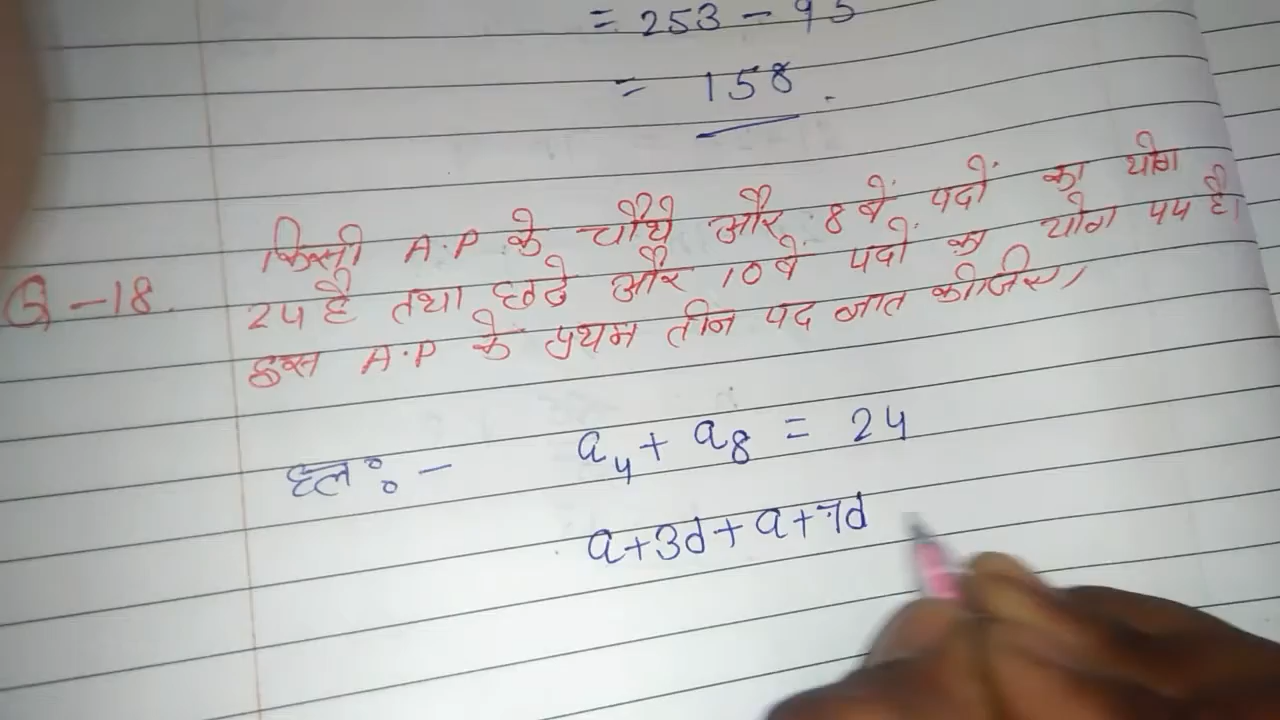 = 253 - 95
= 158.
Q-18. किसी A.P के चौथे और 8 वें पदों का योग
24 है तथा छठे और 10 वें पदों का योग 44 है।
इस A.P के प्रथम तीन पद ज्ञात कीजिए,
हल:- a₄ + a₈ = 24
a+3d+a+7d